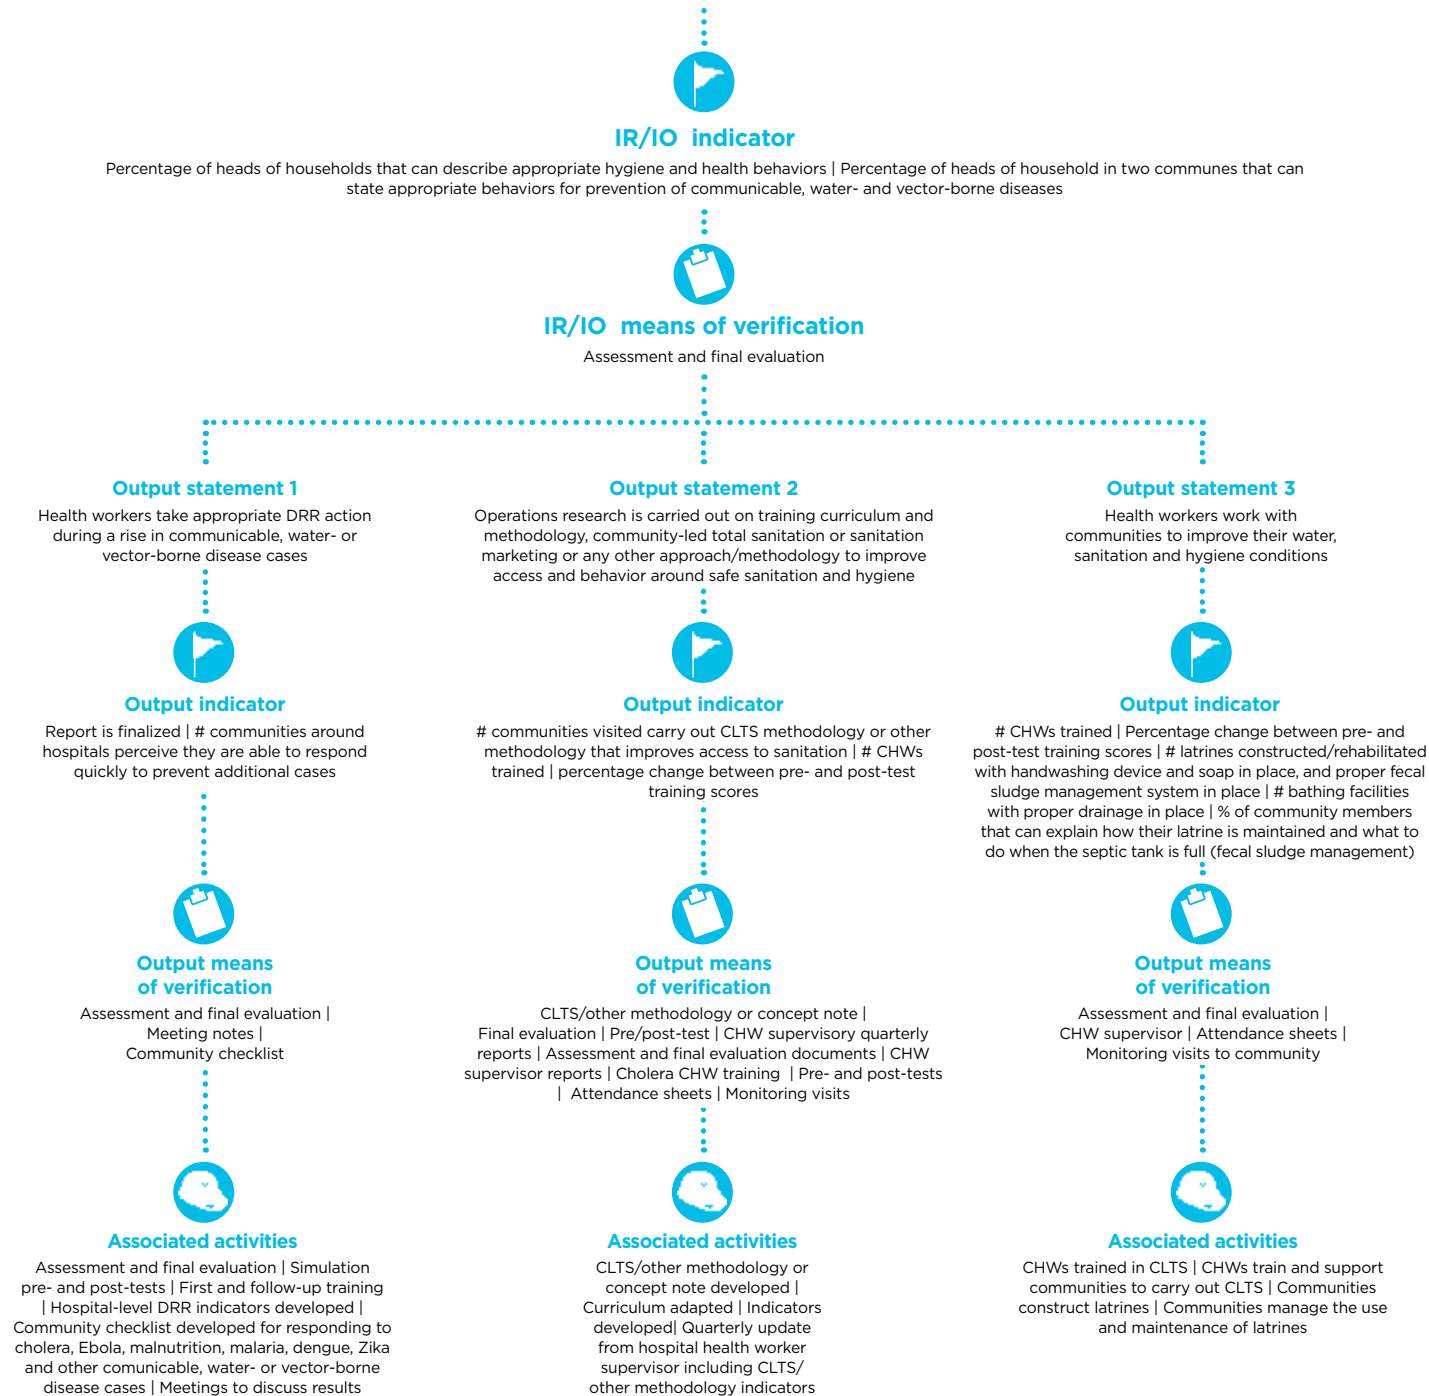 IR/IO indicator
Percentage of heads of households that can describe appropriate hygiene and health behaviors | Percentage of heads of household in two communes that can
state appropriate behaviors for prevention of communicable, water- and vector-borne diseases
IR/IO means of verification
Assessment and final evaluation
Output statement 1
Health workers take appropriate DRR action
during a rise in communicable, water- or
vector-borne disease cases
Output indicator
Report is finalized | # communities around
hospitals perceive they are able to respond
quickly to prevent additional cases
Output means
of verification
Assessment and final evaluation |
Meeting notes |
Community checklist
Associated activities
Assessment and final evaluation | Simulation
pre- and post-tests | First and follow-up training
| Hospital-level DRR indicators developed |
Community checklist developed for responding to
cholera, Ebola, malnutrition, malaria, dengue, Zika
and other comunicable, water- or vector-borne
disease cases | Meetings to discuss results
Output statement 2
Operations research is carried out on training curriculum and
methodology, community-led total sanitation or sanitation
marketing or any other approach/methodology to improve
access and behavior around safe sanitation and hygiene
Output indicator
# communities visited carry out CLTS methodology or other
methodology that improves access to sanitation | # CHWs
trained | percentage change between pre- and post-test
training scores
Output means
of verification
CLTS/other methodology or concept note |
Final evaluation | Pre/post-test | CHW supervisory quarterly
reports | Assessment and final evaluation documents | CHW
supervisor reports | Cholera CHW training | Pre- and post-tests
| Attendance sheets | Monitoring visits
Associated activities
CLTS/other methodology or
concept note developed |
Curriculum adapted | Indicators
developed| Quarterly update
from hospital health worker
supervisor including CLTS/
other methodology indicators
Output statement 3
Health workers work with
communities to improve their water,
sanitation and hygiene conditions
Output indicator
# CHWs trained | Percentage change between pre- and
post-test training scores | # latrines constructed/rehabilitated
with handwashing device and soap in place, and proper fecal
sludge management system in place | # bathing facilities
with proper drainage in place | % of community members
that can explain how their latrine is maintained and what to
do when the septic tank is full (fecal sludge management)
Output means
of verification
Assessment and final evaluation |
CHW supervisor | Attendance sheets |
Monitoring visits to community
Associated activities
CHWs trained in CLTS | CHWs train and support
communities to carry out CLTS | Communities
construct latrines | Communities manage the use
and maintenance of latrines